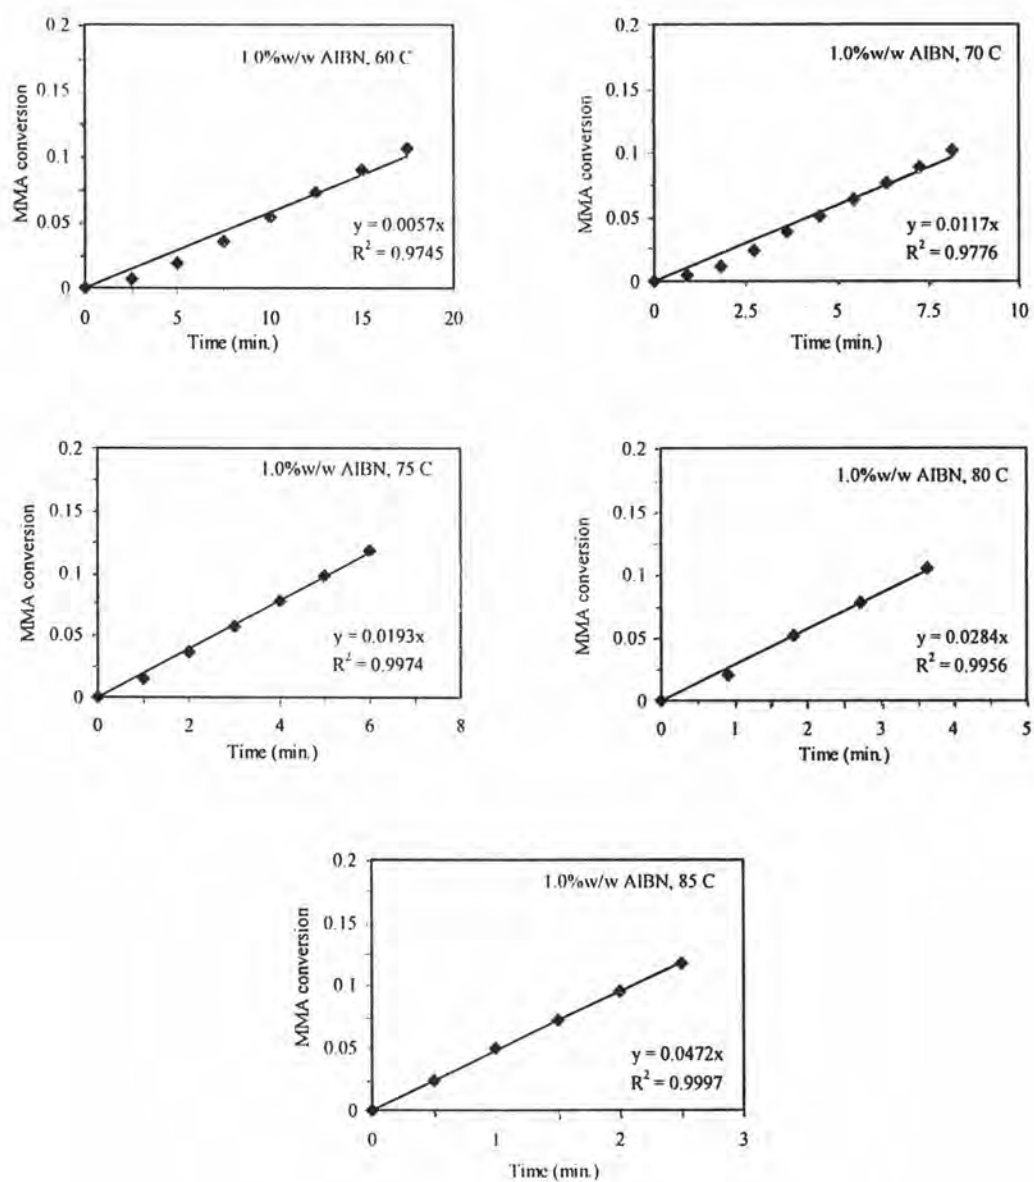 0.2
1.0%w/w AIBN, 60 C
0.15
MMA conversion
0.1
0.05
y = 0.0057x
R² = 0.9745
0
0 5 10 15 20
Time (min.)
0.2
1.0%w/w AIBN, 70 C
0.15
MMA conversion
0.1
0.05
y = 0.0117x
R² = 0.9776
0
0 2.5 5 7.5 10
Time (min.)
0.2
1.0%w/w AIBN, 75 C
0.15
MMA conversion
0.1
0.05
y = 0.0193x
R² = 0.9974
0
0 2 4 6 8
Time (min.)
0.2
1.0%w/w AIBN, 80 C
0.15
MMA conversion
0.1
0.05
y = 0.0284x
R² = 0.9956
0
0 1 2 3 4 5
Time (min.)
0.2
1.0%w/w AIBN, 85 C
0.15
MMA conversion
0.1
0.05
y = 0.0472x
R² = 0.9997
0
0 1 2 3
Time (min.)